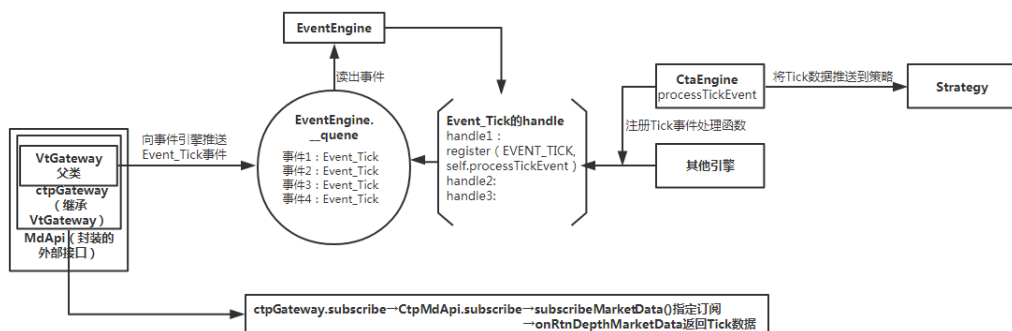 EventEngine
读出事件
向事件引擎推送
Event_Tick事件
VtGateway
父类
ctpGateway
（继承
VtGateway）
MdApi（封装的
外部接口）
EventEngine.
__quene
事件1：Event_Tick
事件2：Event_Tick
事件3：Event_Tick
事件4：Event_Tick
Event_Tick的handle
handle1：
register（EVENT_TICK,
self.processTickEvent）
handle2:
handle3:
CtaEngine
processTickEvent
将Tick数据推送到策略
Strategy
注册Tick事件处理函数
其他引擎
ctpGateway.subscribe→CtpMdApi.subscribe→subscribeMarketData()指定订阅
→onRtnDepthMarketData返回Tick数据